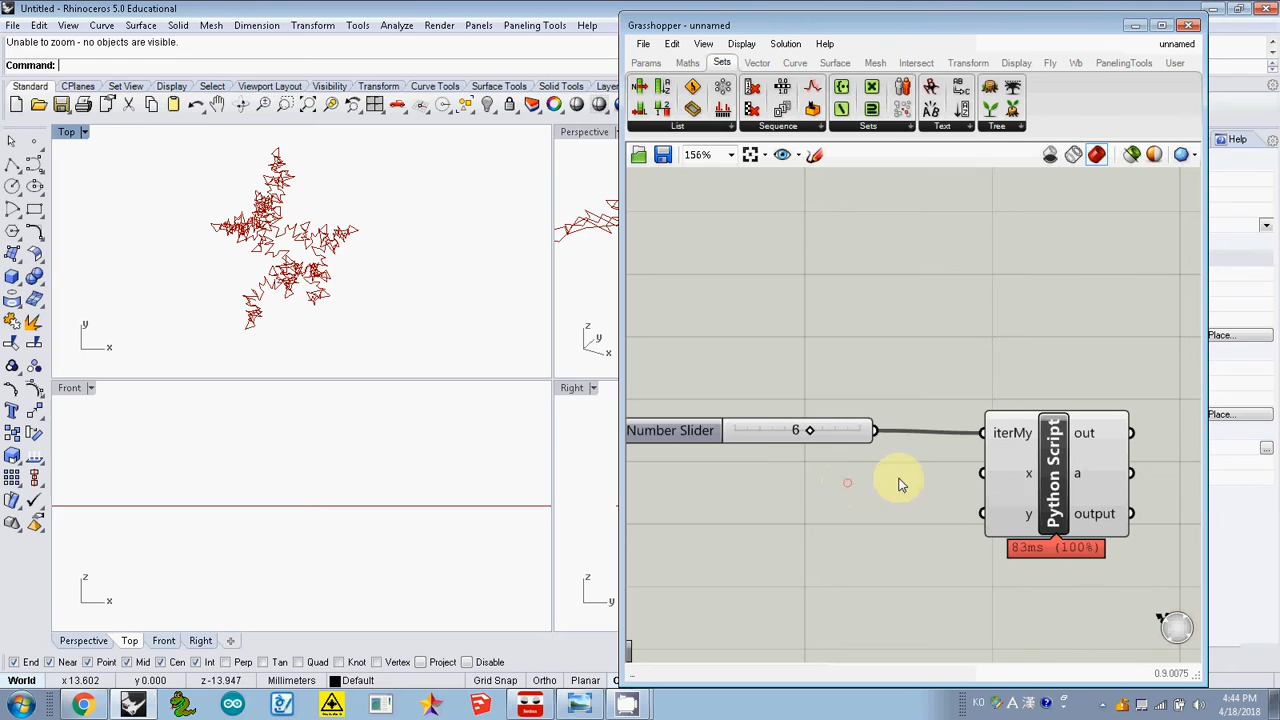 Untitled - Rhinoceros 5.0 Educational
File Edit View Curve Surface Solid Mesh Dimension Transform Tools Analyze Render Panels Paneling Tools Help
Unable to zoom - no objects are visible.
Command:
Standard CPlanes Set View Display Select Viewport Layout Visibility Transform Curve Tools Surface Tools Solid Tools
Top
Perspective
y
x
z
y
x
Front
Right
z
x
z
y
Perspective Top Front Right
End Near Point Mid Cen Int Perp Tan Quad Knot Vertex Project Disable
World x 13.602 y 0.000 z -13.947 Millimeters Default Grid Snap Ortho Planar
Grasshopper - unnamed
File Edit View Display Solution Help
unnamed
Params Maths Sets Vector Curve Surface Mesh Intersect Transform Display Fly Wb PanelingTools User
List Sequence Sets Text Tree
156%
Number Slider 6
iterMy
x
y
Python Script
out
a
output
83ms (100%)
0.9.0075
Help
Place...
Place...
...
KO A 漢
4:44 PM
4/18/2018